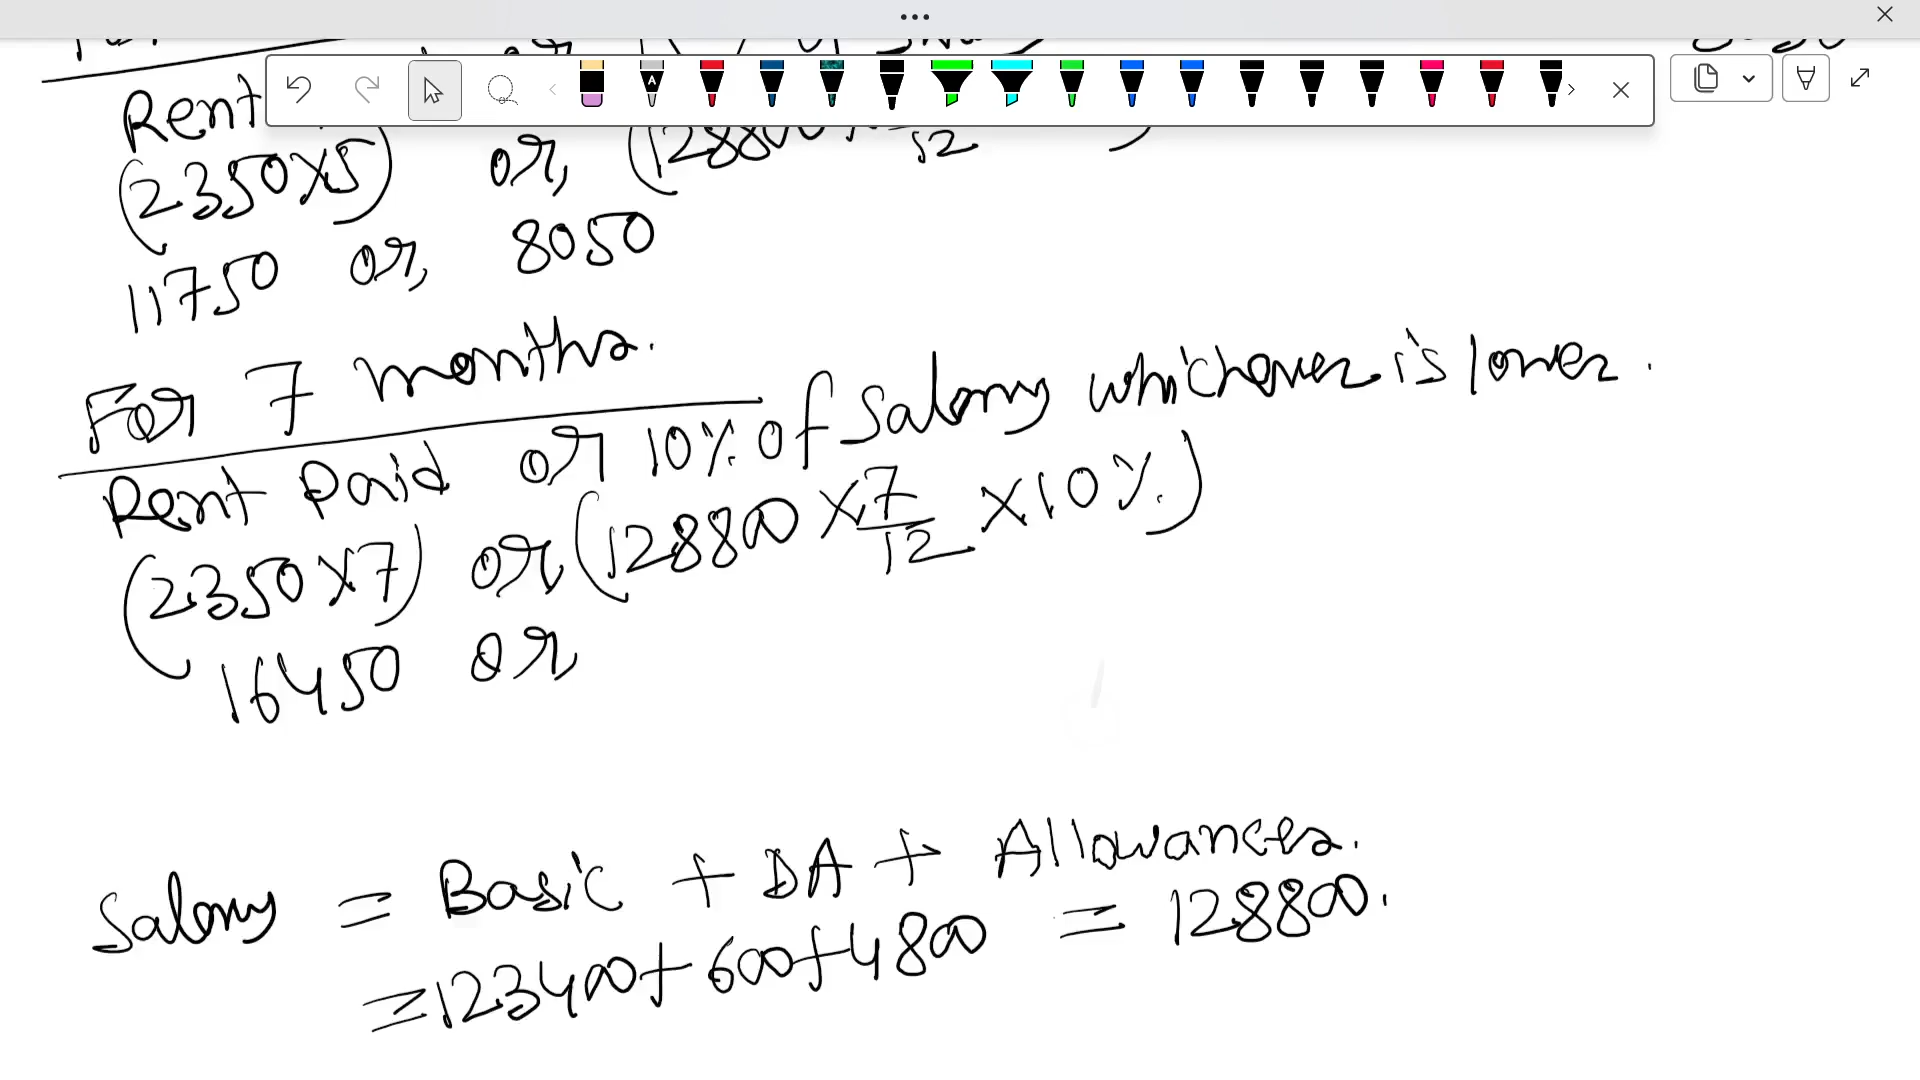 Rent
(2350X5) or, (128800 12
11750 or, 8050
For 7 months.
Rent Paid or 10% of Salary whichever is lower.
(2350X7) or (128800 X 7/12 X10%)
16450 or
Salary = Basic + DA + Allowances.
=123400+600+4800 = 128800.